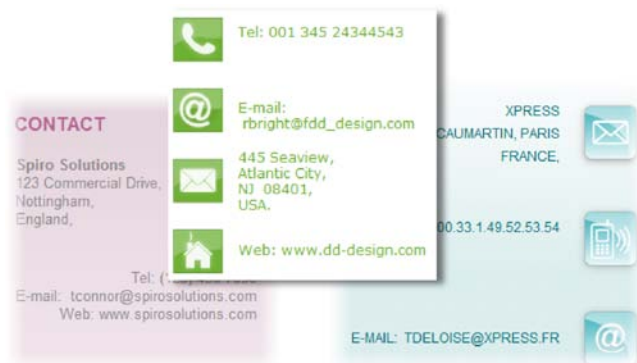 Tel: 001 345 24344543
E-mail:
rbright@fdd_design.com
445 Seaview,
Atlantic City,
NJ 08401,
USA.
Web: www.dd-design.com
CONTACT
Spiro Solutions
123 Commercial Drive,
Nottingham,
England,
Tel:
E-mail: tconnor@spirosolutions.com
Web: www.spirosolutions.com
XPRESS
CAUMARTIN, PARIS
FRANCE,
00.33.1.49.52.53.54
E-MAIL: TDELOISE@XPRESS.FR